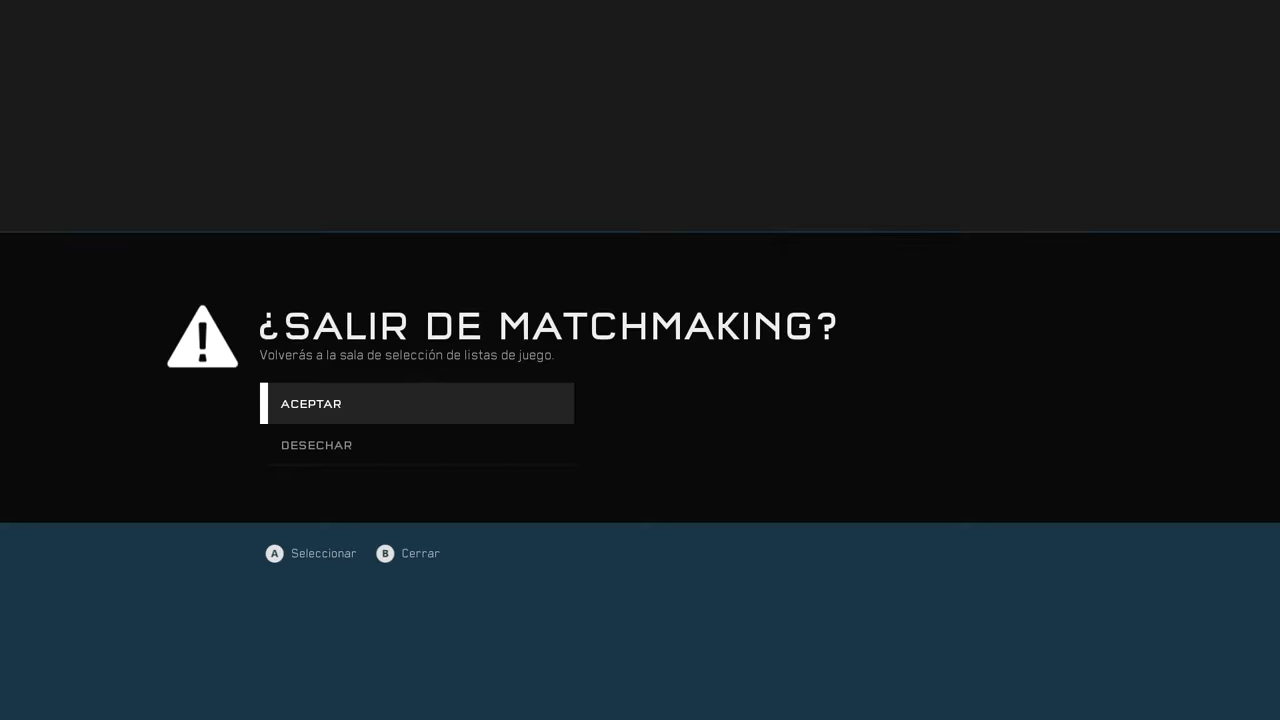 ¿SALIR DE MATCHMAKING?
Volverás a la sala de selección de listas de juego.
ACEPTAR
DESECHAR
A Seleccionar B Cerrar